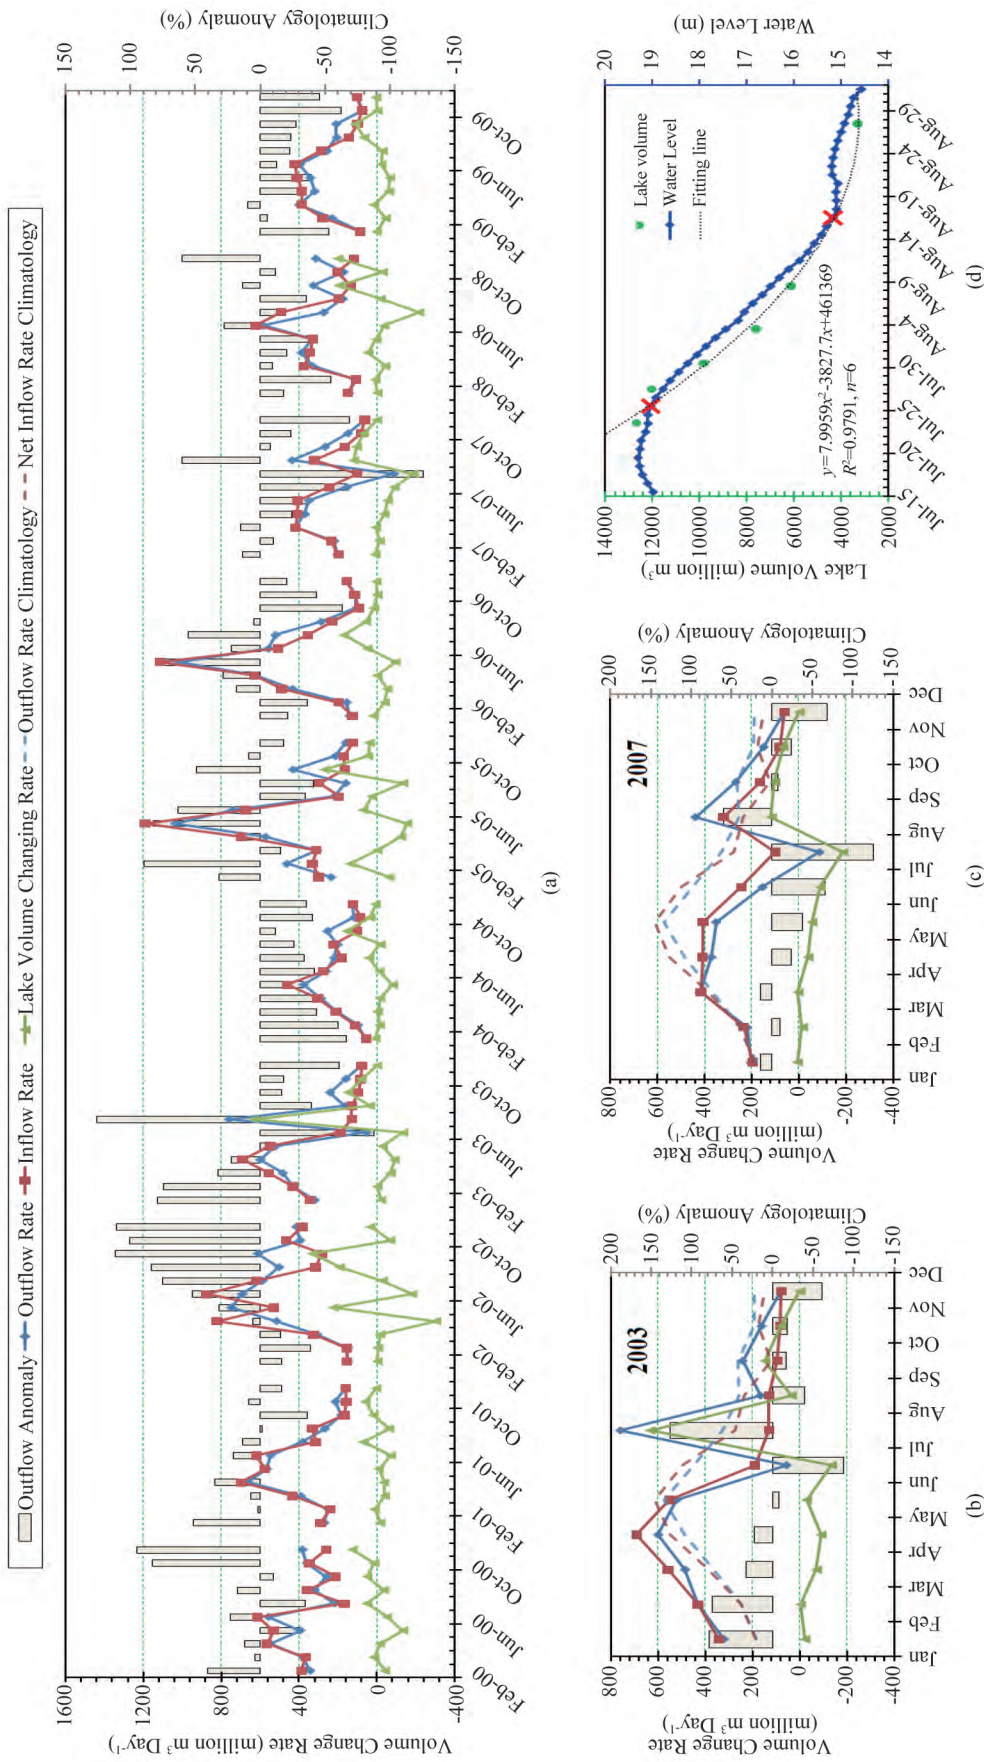 Outflow Anomaly Outflow Rate Inflow Rate Lake Volume Changing Rate Outflow Rate Climatology Net Inflow Rate Climatology
Volume Change Rate (million m³ Day⁻¹)
1600
1200
800
400
0
-400
Climatology Anomaly
(%)
150
100
50
0
-50
-100
-150
Feb-00 Jun-00 Oct-00 Feb-01 Jun-01 Oct-01 Feb-02 Jun-02 Oct-02 Feb-03 Jun-03 Oct-03 Feb-04 Jun-04 Oct-04 Feb-05 Jun-05 Oct-05 Feb-06 Jun-06 Oct-06 Feb-07 Jun-07 Oct-07 Feb-08 Jun-08 Oct-08 Feb-09 Jun-09 Oct-09
(a)
Volume Change Rate
(million m³ Day⁻¹)
800
600
400
200
0
-200
-400
2003
Climatology Anomaly
(%)
200
150
100
50
0
-50
-100
-150
Jan Feb Mar Apr May Jun Jul Aug Sep Oct Nov Dec
(b)
Volume Change Rate
(million m³ Day⁻¹)
800
600
400
200
0
-200
-400
2007
Climatology Anomaly
(%)
200
150
100
50
0
-50
-100
-150
Jan Feb Mar Apr May Jun Jul Aug Sep Oct Nov Dec
(c)
Lake Volume (million m³)
14000
12000
10000
8000
6000
4000
2000
Lake volume
Water Level
Fitting line
y=7.9959x²-3827.7x+461369
R²=0.9791, n=6
Water Level
(m)
20
19
18
17
16
15
14
Jul-15 Jul-20 Jul-25 Jul-30 Aug-4 Aug-9 Aug-14 Aug-19 Aug-24 Aug-29
(d)